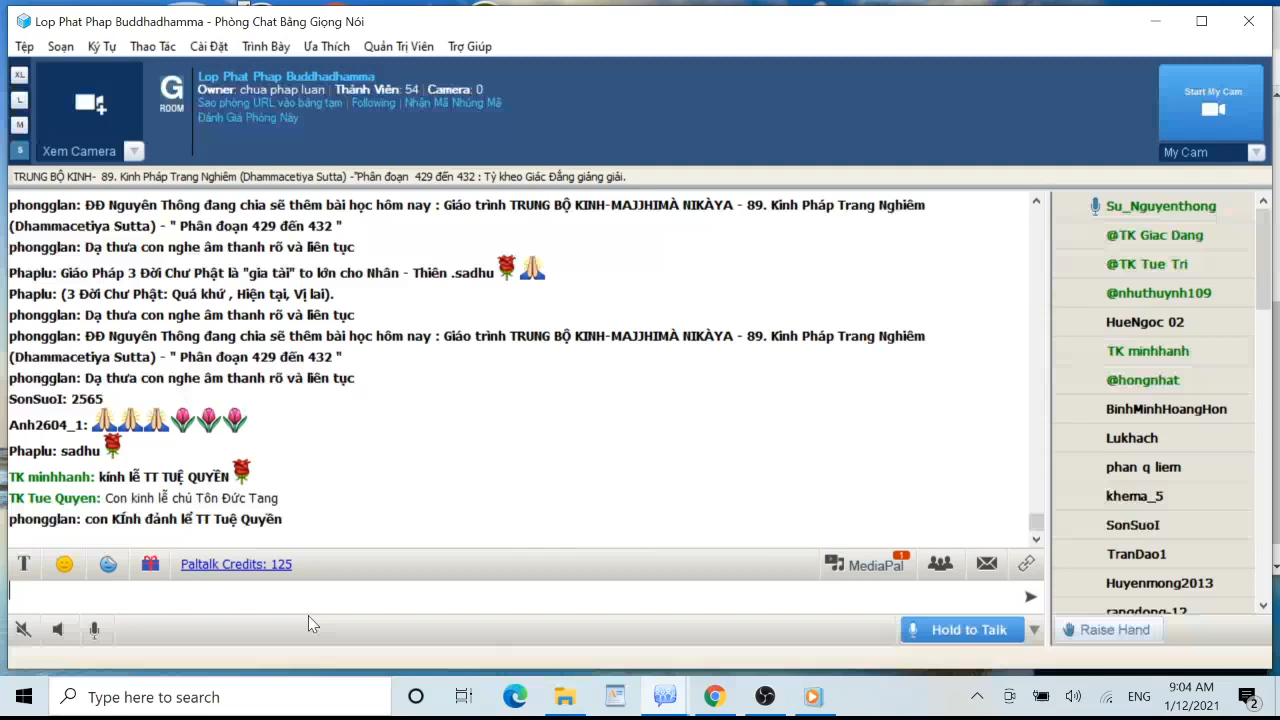 Lop Phat Phap Buddhadhamma - Phòng Chat Bằng Giọng Nói
Tệp Soạn Ký Tự Thao Tác Cài Đặt Trình Bày Ưa Thích Quản Trị Viên Trợ Giúp
XL
L
M
S
Xem Camera
G
ROOM
Lop Phat Phap Buddhadhamma
Owner: chua phap luan | Thành Viên: 54 | Camera: 0
Sao phòng URL vào bảng tạm | Following | Nhận Mã Nhúng Mã
Đánh Giá Phòng Này
Start My Cam
My Cam
TRUNG BỘ KINH- 89. Kinh Pháp Trang Nghiêm (Dhammacetiya Sutta) -"Phân đoạn 429 đến 432 : Tỳ kheo Giác Đẳng giảng giải.
phongglan: ĐĐ Nguyên Thông đang chia sẽ thêm bài học hôm nay : Giáo trình TRUNG BỘ KINH-MAJJHIMÀ NIKÀYA - 89. Kinh Pháp Trang Nghiêm
(Dhammacetiya Sutta) - " Phân đoạn 429 đến 432 "
phongglan: Dạ thưa con nghe âm thanh rõ và liên tục
Phaplu: Giáo Pháp 3 Đời Chư Phật là "gia tài" to lớn cho Nhân - Thiên .sadhu
Phaplu: (3 Đời Chư Phật: Quá khứ , Hiện tại, Vị lai).
phongglan: Dạ thưa con nghe âm thanh rõ và liên tục
phongglan: ĐĐ Nguyên Thông đang chia sẽ thêm bài học hôm nay : Giáo trình TRUNG BỘ KINH-MAJJHIMÀ NIKÀYA - 89. Kinh Pháp Trang Nghiêm
(Dhammacetiya Sutta) - " Phân đoạn 429 đến 432 "
phongglan: Dạ thưa con nghe âm thanh rõ và liên tục
SonSuoI: 2565
Anh2604_1:
Phaplu: sadhu
TK minhhanh: kính lễ TT TUỆ QUYỀN
TK Tue Quyen: Con kinh lễ chú Tôn Đức Tang
phongglan: con KÍnh đảnh lể TT Tuệ Quyền
Su_Nguyenthong
@TK Giac Dang
@TK Tue Tri
@nhuthuynh109
HueNgoc 02
TK minhhanh
@hongnhat
BinhMinhHoangHon
Lukhach
phan q liem
khema_5
SonSuoI
TranDao1
Huyenmong2013
rangdong-12
T
Paltalk Credits: 125
MediaPal
1
Hold to Talk
Raise Hand
Type here to search
ENG
9:04 AM
1/12/2021
2